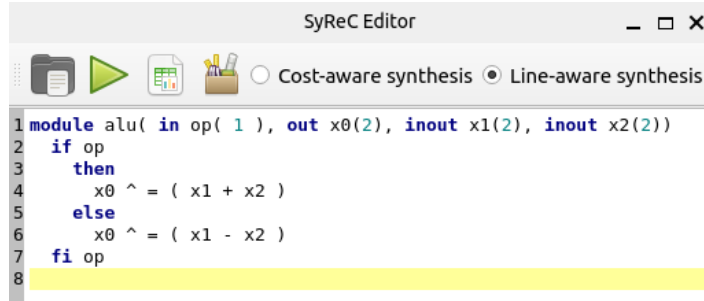 SyReC Editor
Cost-aware synthesis Line-aware synthesis
1 module alu( in op( 1 ), out x0(2), inout x1(2), inout x2(2))
2 if op
3 then
4 x0 ^ = ( x1 + x2 )
5 else
6 x0 ^ = ( x1 - x2 )
7 fi op
8